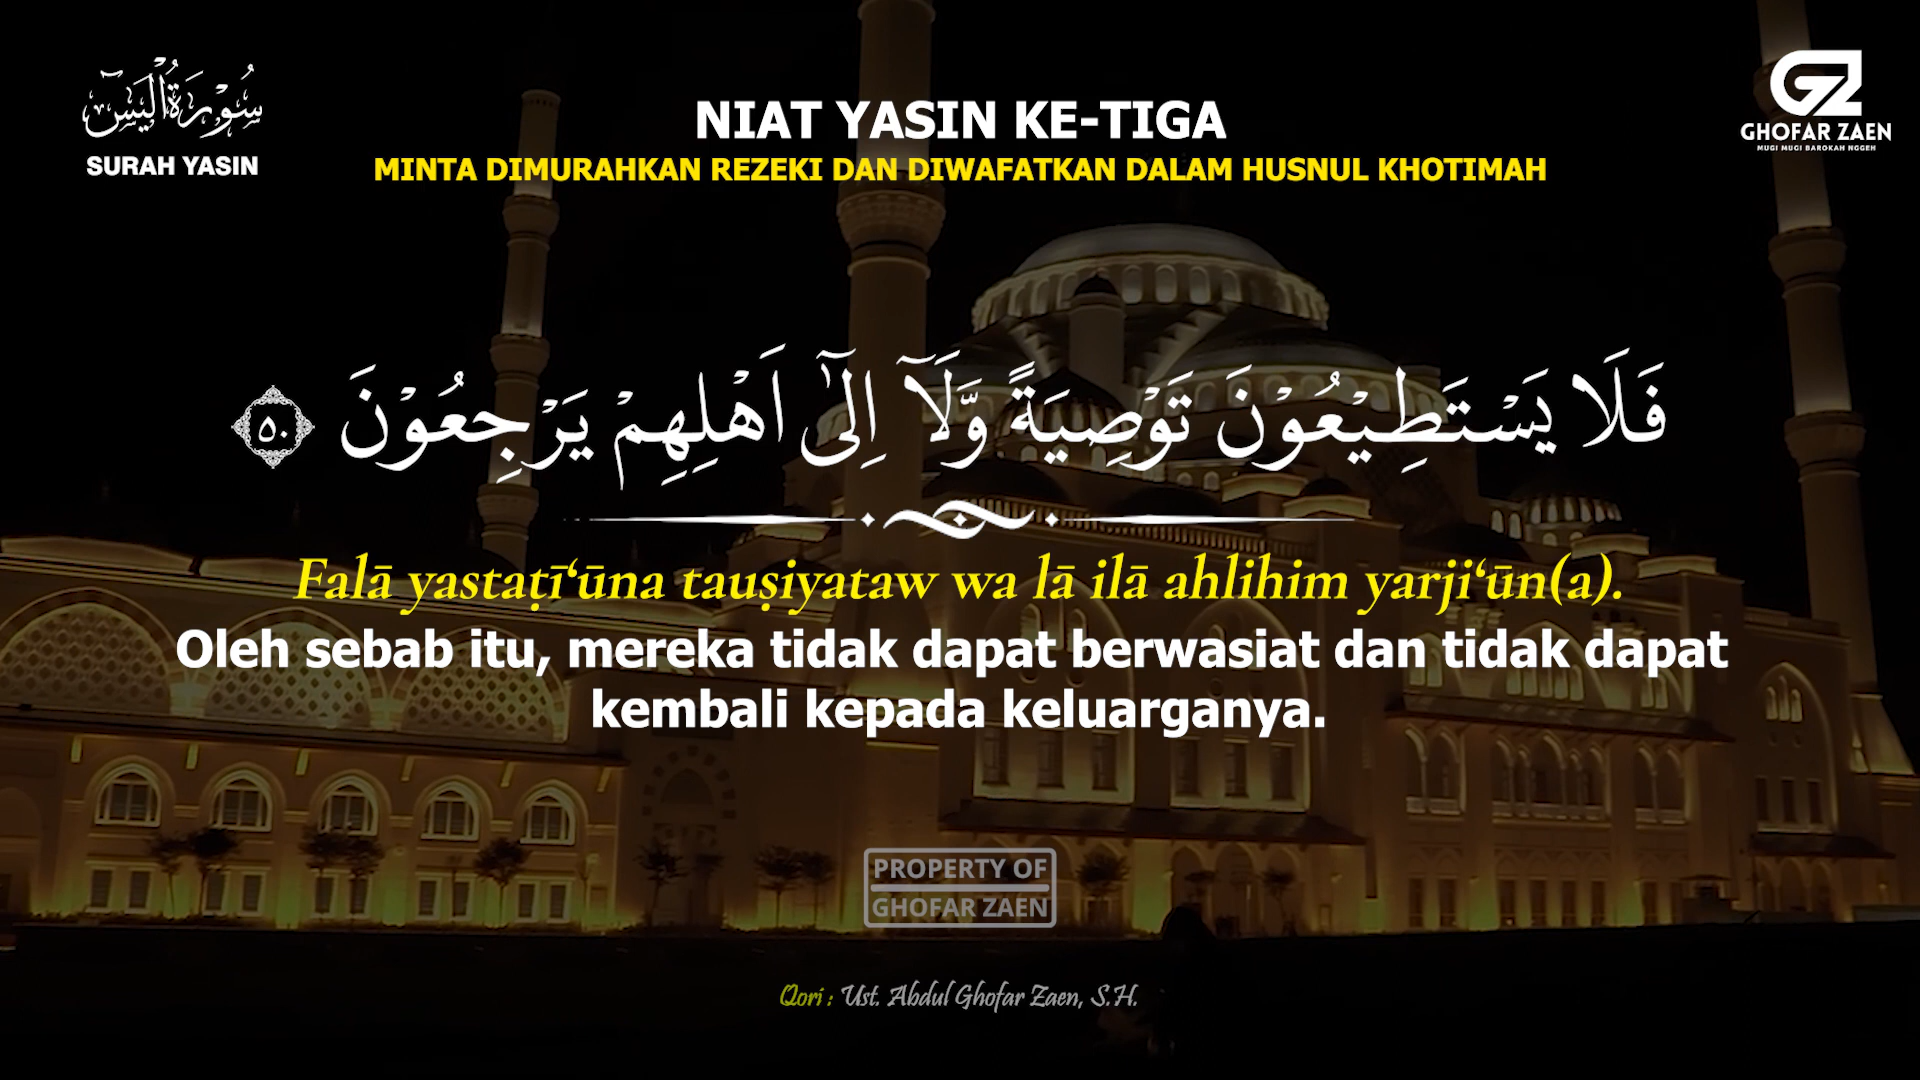 سُوْرَةُ الْيٰسٓ
SURAH YASIN
NIAT YASIN KE-TIGA
MINTA DIMURAHKAN REZEKI DAN DIWAFATKAN DALAM HUSNUL KHOTIMAH
GZ
GHOFAR ZAEN
MUGI MUGI BAROKAH NGGEH
فَلَا يَسْتَطِيْعُوْنَ تَوْصِيَةً وَّلَآ اِلٰٓى اَهْلِهِمْ يَرْجِعُوْنَ ٥٠
Falā yastaṭī‘ūna tauṣiyataw wa lā ilā ahlihim yarji‘ūn(a).
Oleh sebab itu, mereka tidak dapat berwasiat dan tidak dapat
kembali kepada keluarganya.
PROPERTY OF
GHOFAR ZAEN
Qori : Ust. Abdul Ghofar Zaen, S.H.